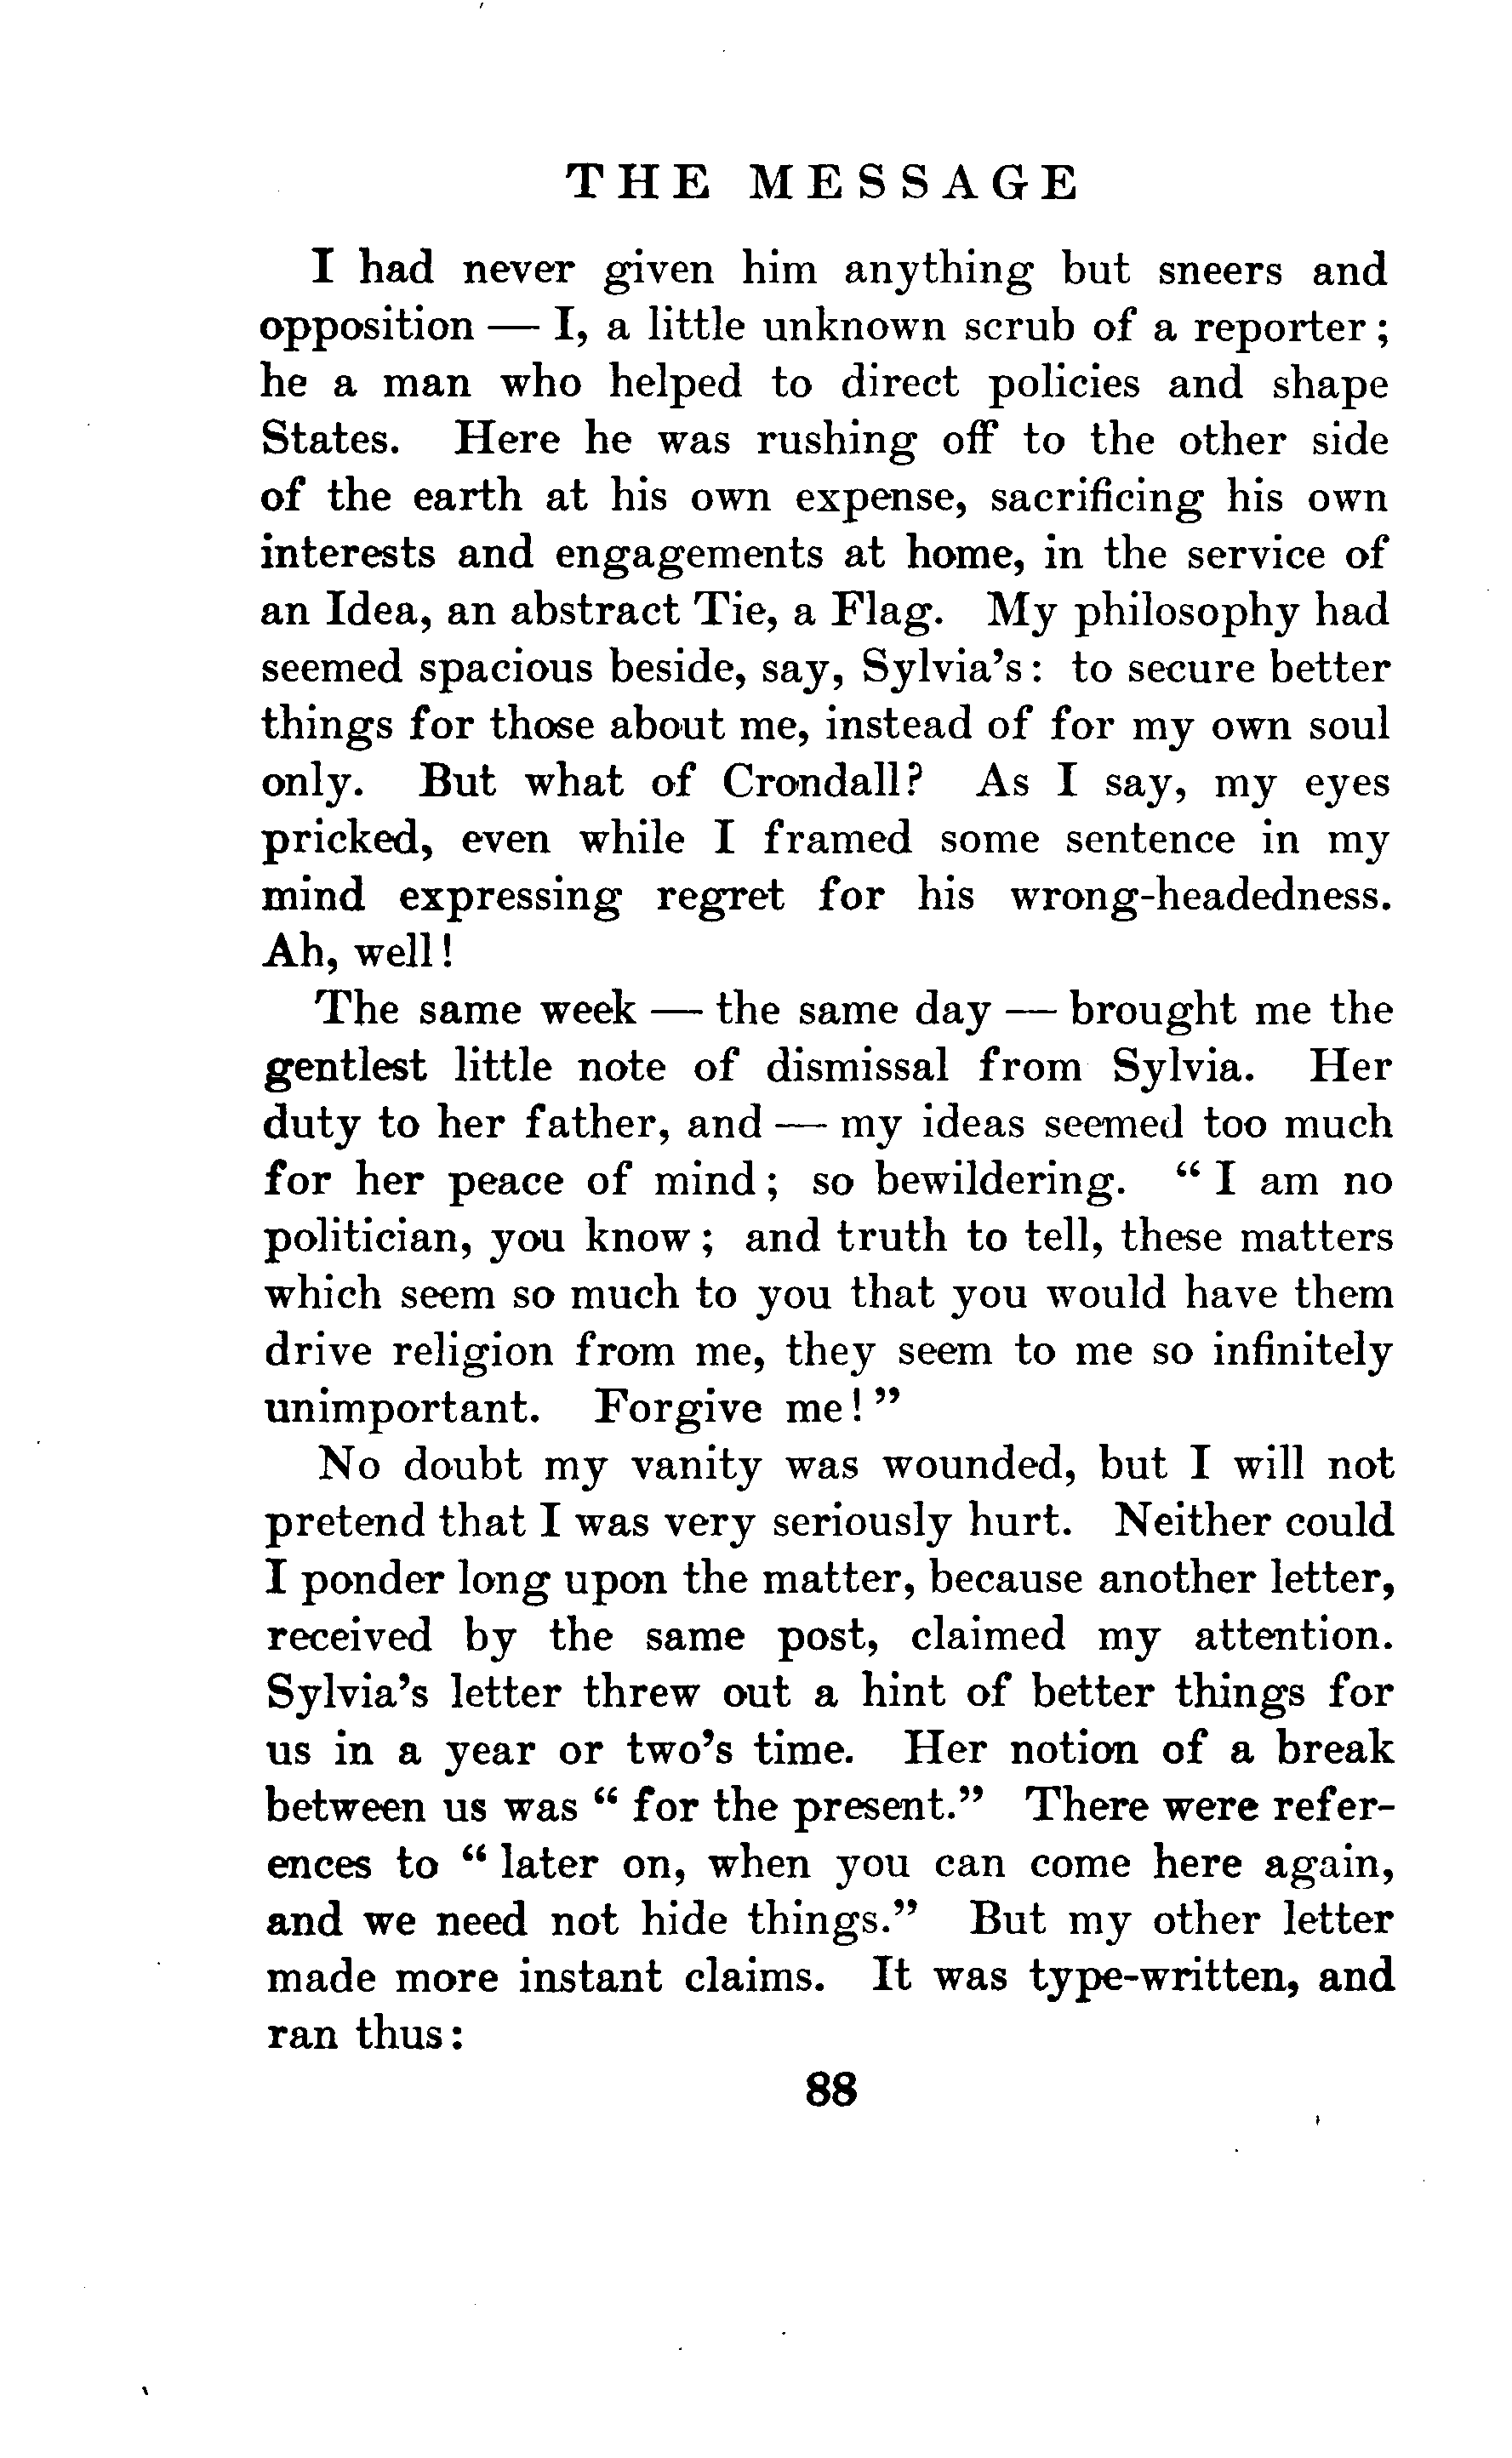 THE MESSAGE
I had never given him anything but sneers and
opposition — I, a little unknown scrub of a reporter;
he a man who helped to direct policies and shape
States. Here he was rushing off to the other side
of the earth at his own expense, sacrificing his own
interests and engagements at home, in the service of
an Idea, an abstract Tie, a Flag. My philosophy had
seemed spacious beside, say, Sylvia's: to secure better
things for those about me, instead of for my own soul
only. But what of Crondall? As I say, my eyes
pricked, even while I framed some sentence in my
mind expressing regret for his wrong-headedness.
Ah, well!
The same week — the same day — brought me the
gentlest little note of dismissal from Sylvia. Her
duty to her father, and — my ideas seemed too much
for her peace of mind; so bewildering. "I am no
politician, you know; and truth to tell, these matters
which seem so much to you that you would have them
drive religion from me, they seem to me so infinitely
unimportant. Forgive me!"
No doubt my vanity was wounded, but I will not
pretend that I was very seriously hurt. Neither could
I ponder long upon the matter, because another letter,
received by the same post, claimed my attention.
Sylvia's letter threw out a hint of better things for
us in a year or two's time. Her notion of a break
between us was "for the present." There were refer-
ences to "later on, when you can come here again,
and we need not hide things." But my other letter
made more instant claims. It was type-written, and
ran thus:
88